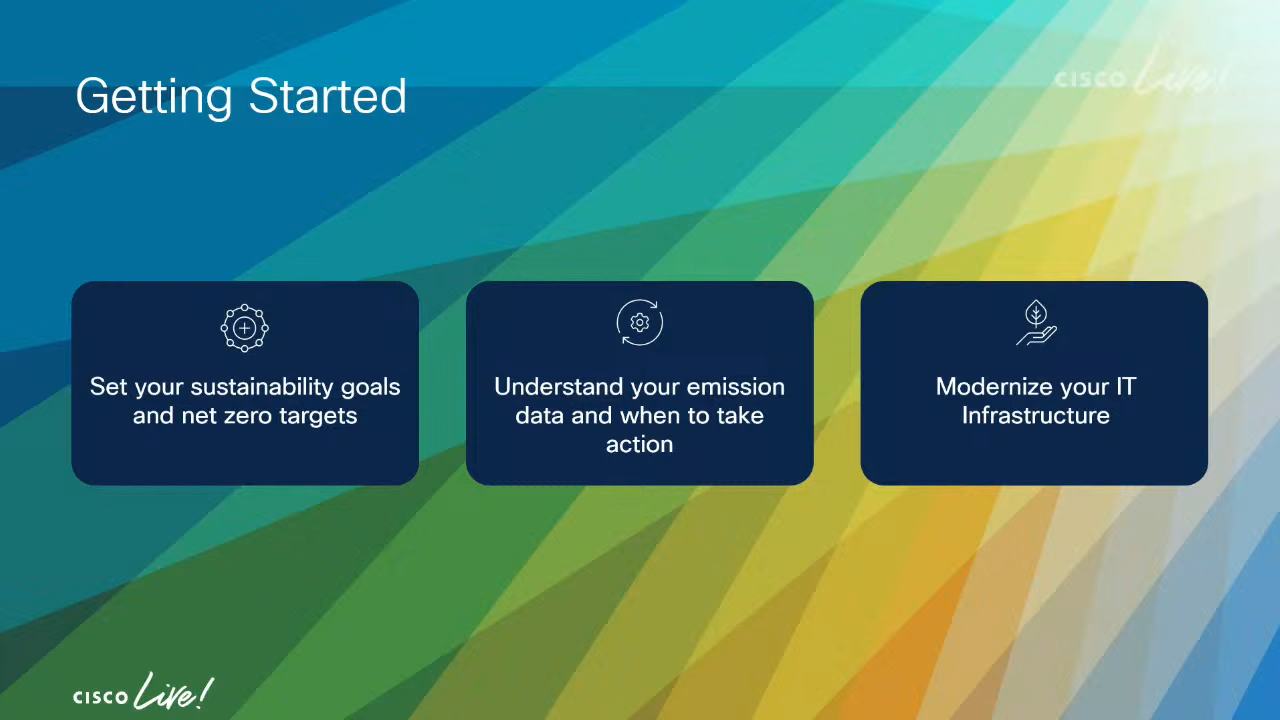 Getting Started
CISCO Live!
Set your sustainability goals
and net zero targets
Understand your emission
data and when to take
action
Modernize your IT
Infrastructure
CISCO Live!